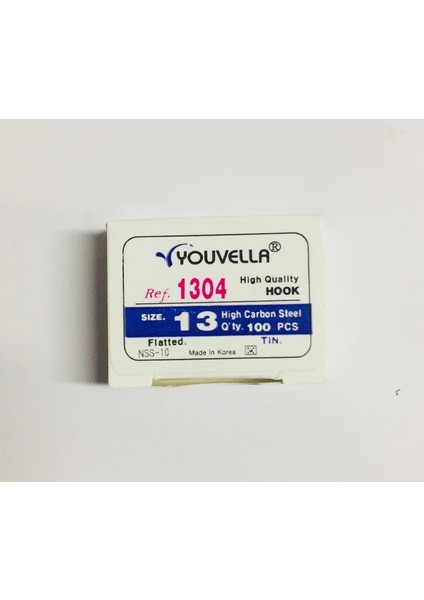 YOUVELLA®
Ref. 1304 High Quality HOOK
SIZE. 13 High Carbon Steel Q'ty. 100 PCS
Flatted. TIN.
NSS-10 Made in Korea